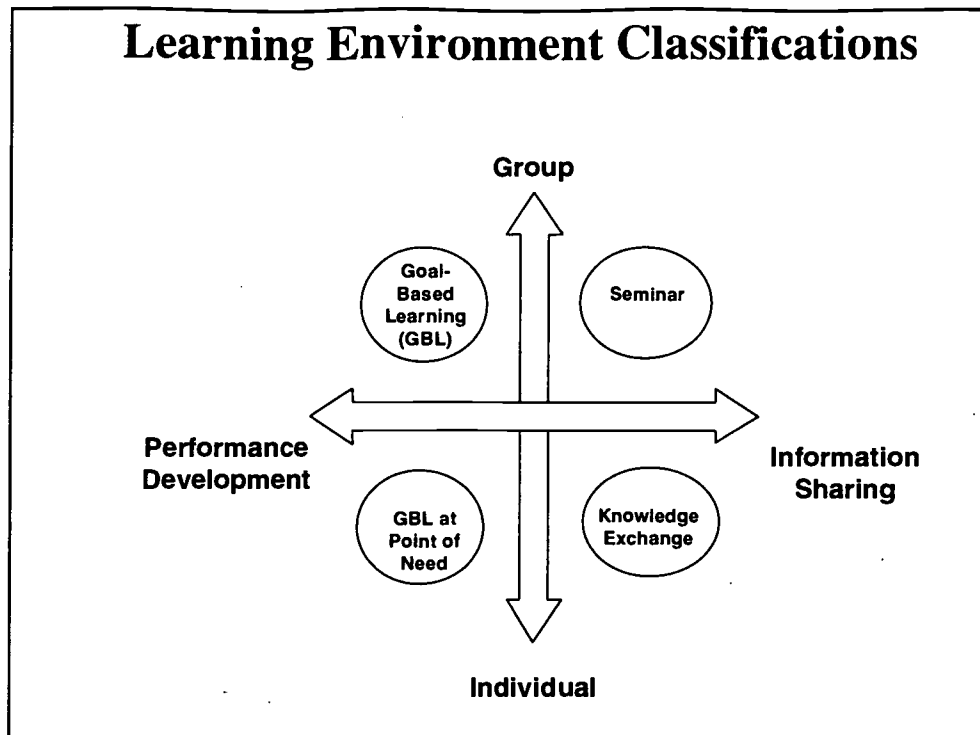 Learning Environment Classifications
Group
Goal-
Based
Learning
(GBL)
Seminar
Performance
Development
Information
Sharing
GBL at
Point of
Need
Knowledge
Exchange
Individual